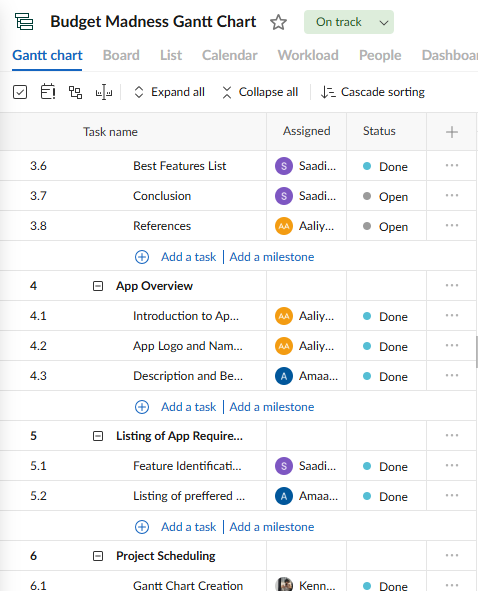 Budget Madness Gantt Chart On track
Gantt chart Board List Calendar Workload People Dashboa
Expand all Collapse all Cascade sorting
Task name Assigned Status
3.6 Best Features List S Saadi... Done
3.7 Conclusion S Saadi... Open
3.8 References AA Aaliy... Open
Add a task | Add a milestone
4 App Overview
4.1 Introduction to Ap... AA Aaliy... Done
4.2 App Logo and Nam... AA Aaliy... Done
4.3 Description and Be... A Amaa... Done
Add a task | Add a milestone
5 Listing of App Require...
5.1 Feature Identificati... S Saadi... Done
5.2 Listing of preffered ... A Amaa... Done
Add a task | Add a milestone
6 Project Scheduling
6.1 Gantt Chart Creation Kenn... Done